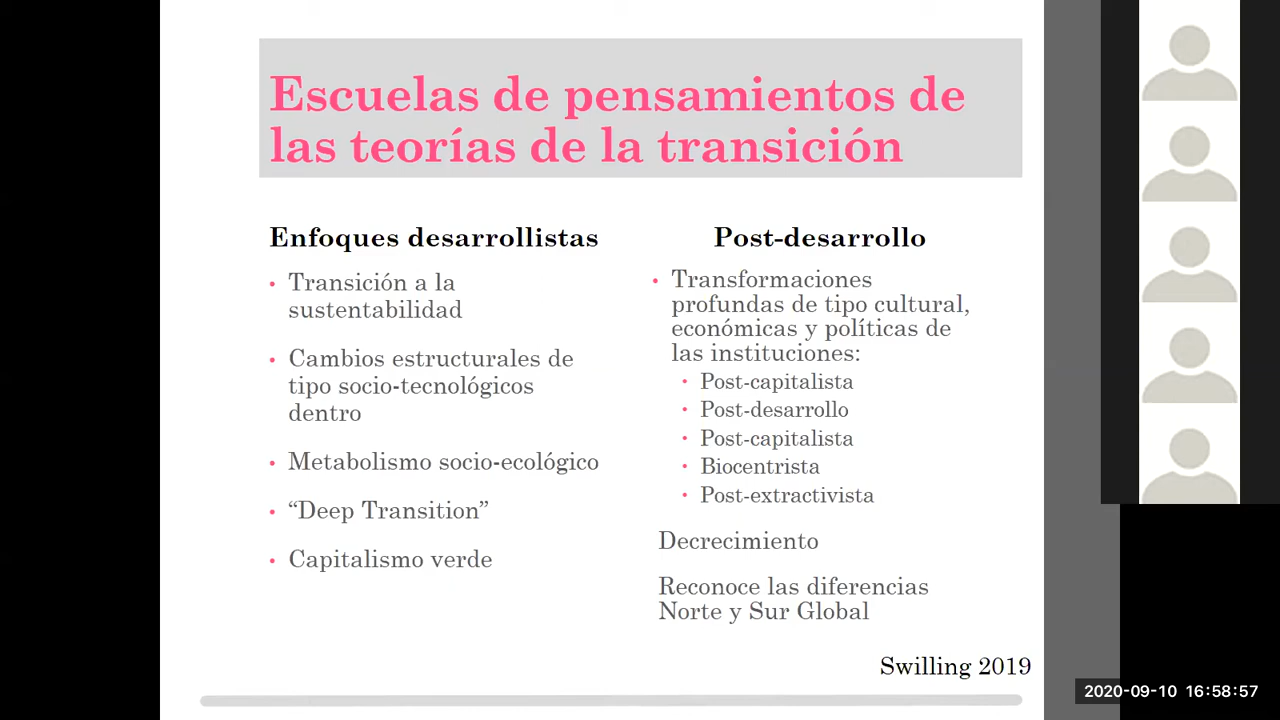 Escuelas de pensamientos de
las teorías de la transición
Enfoques desarrollistas
• Transición a la
sustentabilidad
• Cambios estructurales de
tipo socio-tecnológicos
dentro
• Metabolismo socio-ecológico
• “Deep Transition”
• Capitalismo verde
Post-desarrollo
• Transformaciones
profundas de tipo cultural,
económicas y políticas de
las instituciones:
• Post-capitalista
• Post-desarrollo
• Post-capitalista
• Biocentrista
• Post-extractivista
Decrecimiento
Reconoce las diferencias
Norte y Sur Global
Swilling 2019
2020-09-10 16:58:57